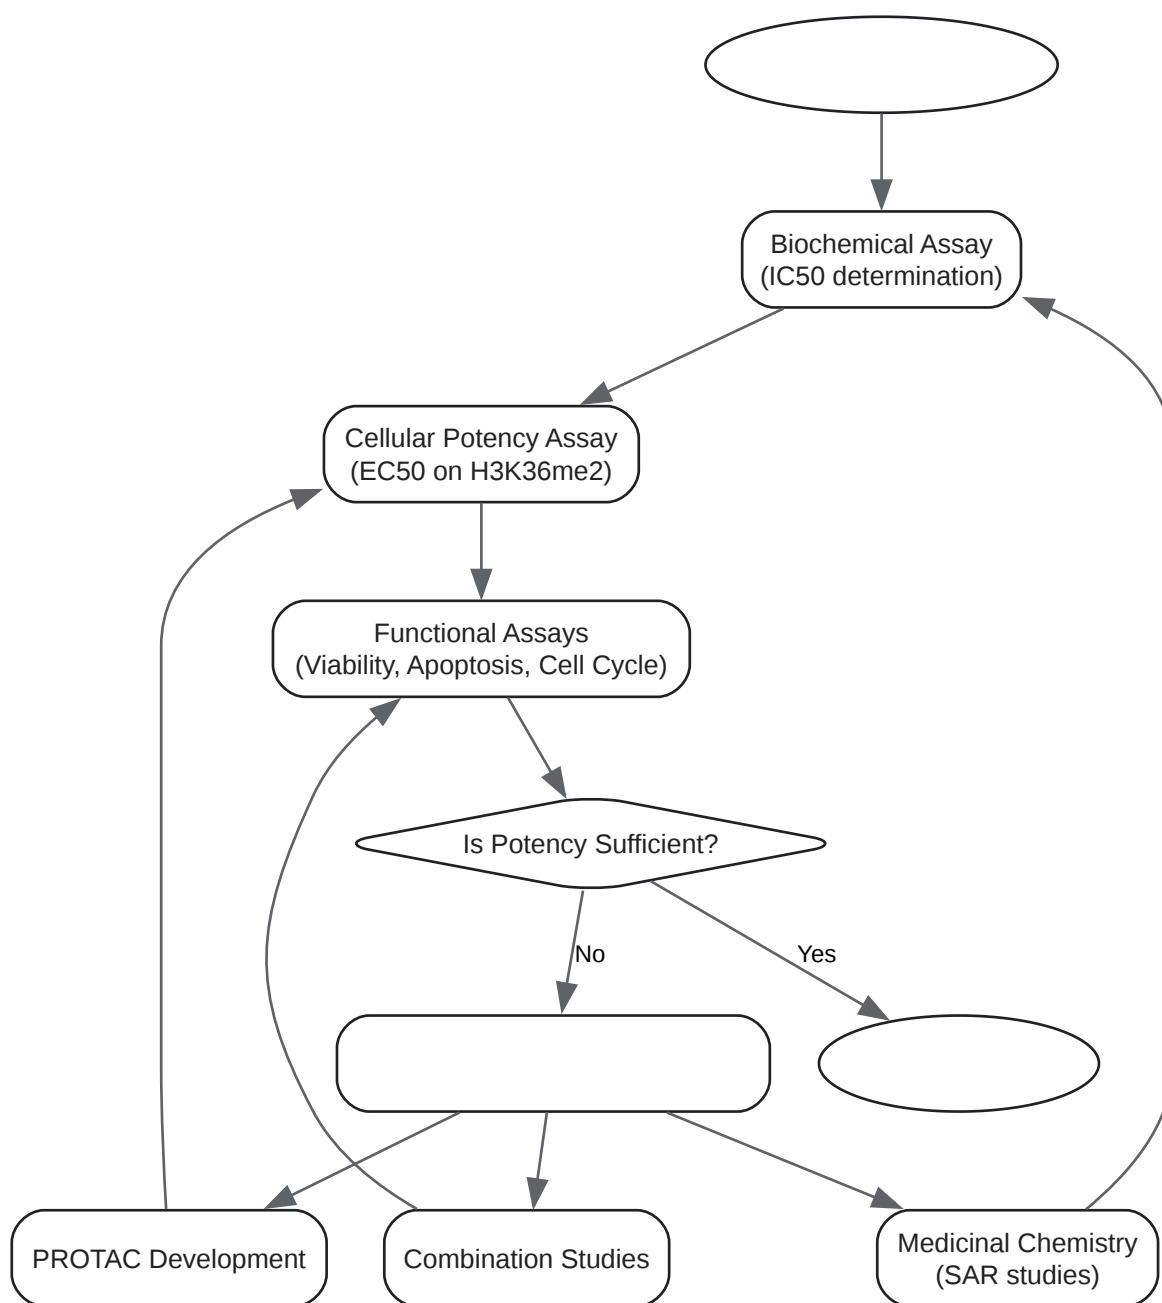 Biochemical Assay
(IC50 determination)
Cellular Potency Assay
(EC50 on H3K36me2)
Functional Assays
(Viability, Apoptosis, Cell Cycle)
Is Potency Sufficient?
No
Yes
PROTAC Development
Combination Studies
Medicinal Chemistry
(SAR studies)